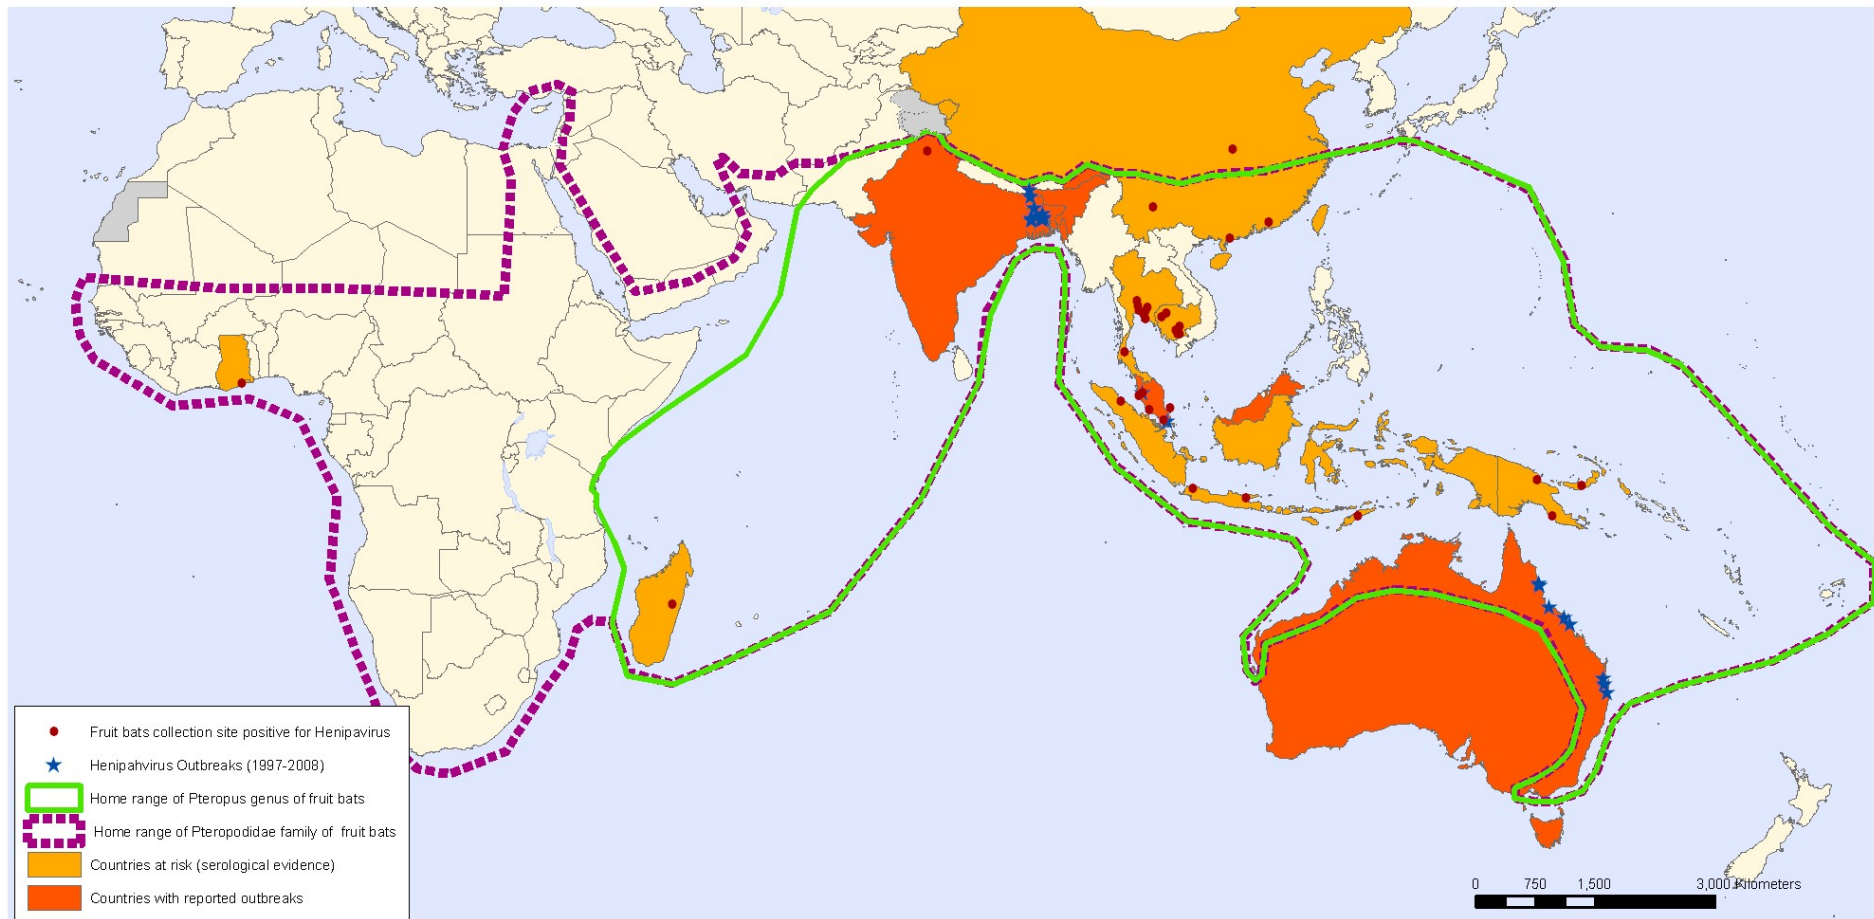 Fruit bats collection site positive for Henipavirus
Henipahvirus Outbreaks (1997-2008)
Home range of Pteropus genus of fruit bats
Home range of Pteropodidae family of fruit bats
Countries at risk (serological evidence)
Countries with reported outbreaks
0 750 1,500 3,000 Kilometers